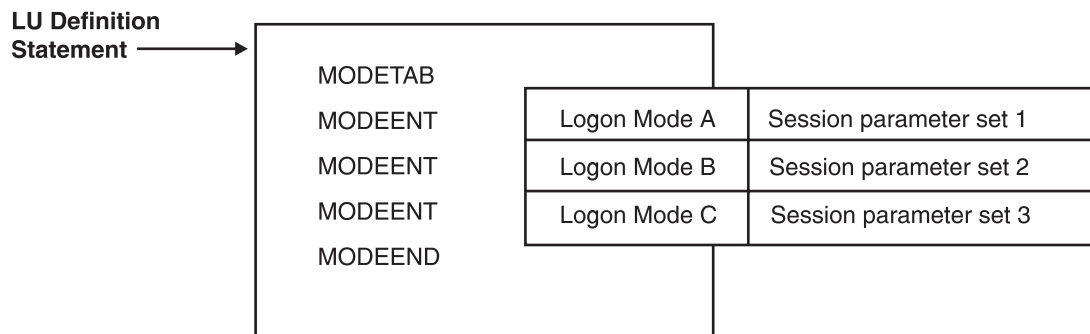 LU Definition
Statement
MODETAB
MODEENT
MODEENT
MODEENT
MODEEND
Logon Mode A Session parameter set 1
Logon Mode B Session parameter set 2
Logon Mode C Session parameter set 3